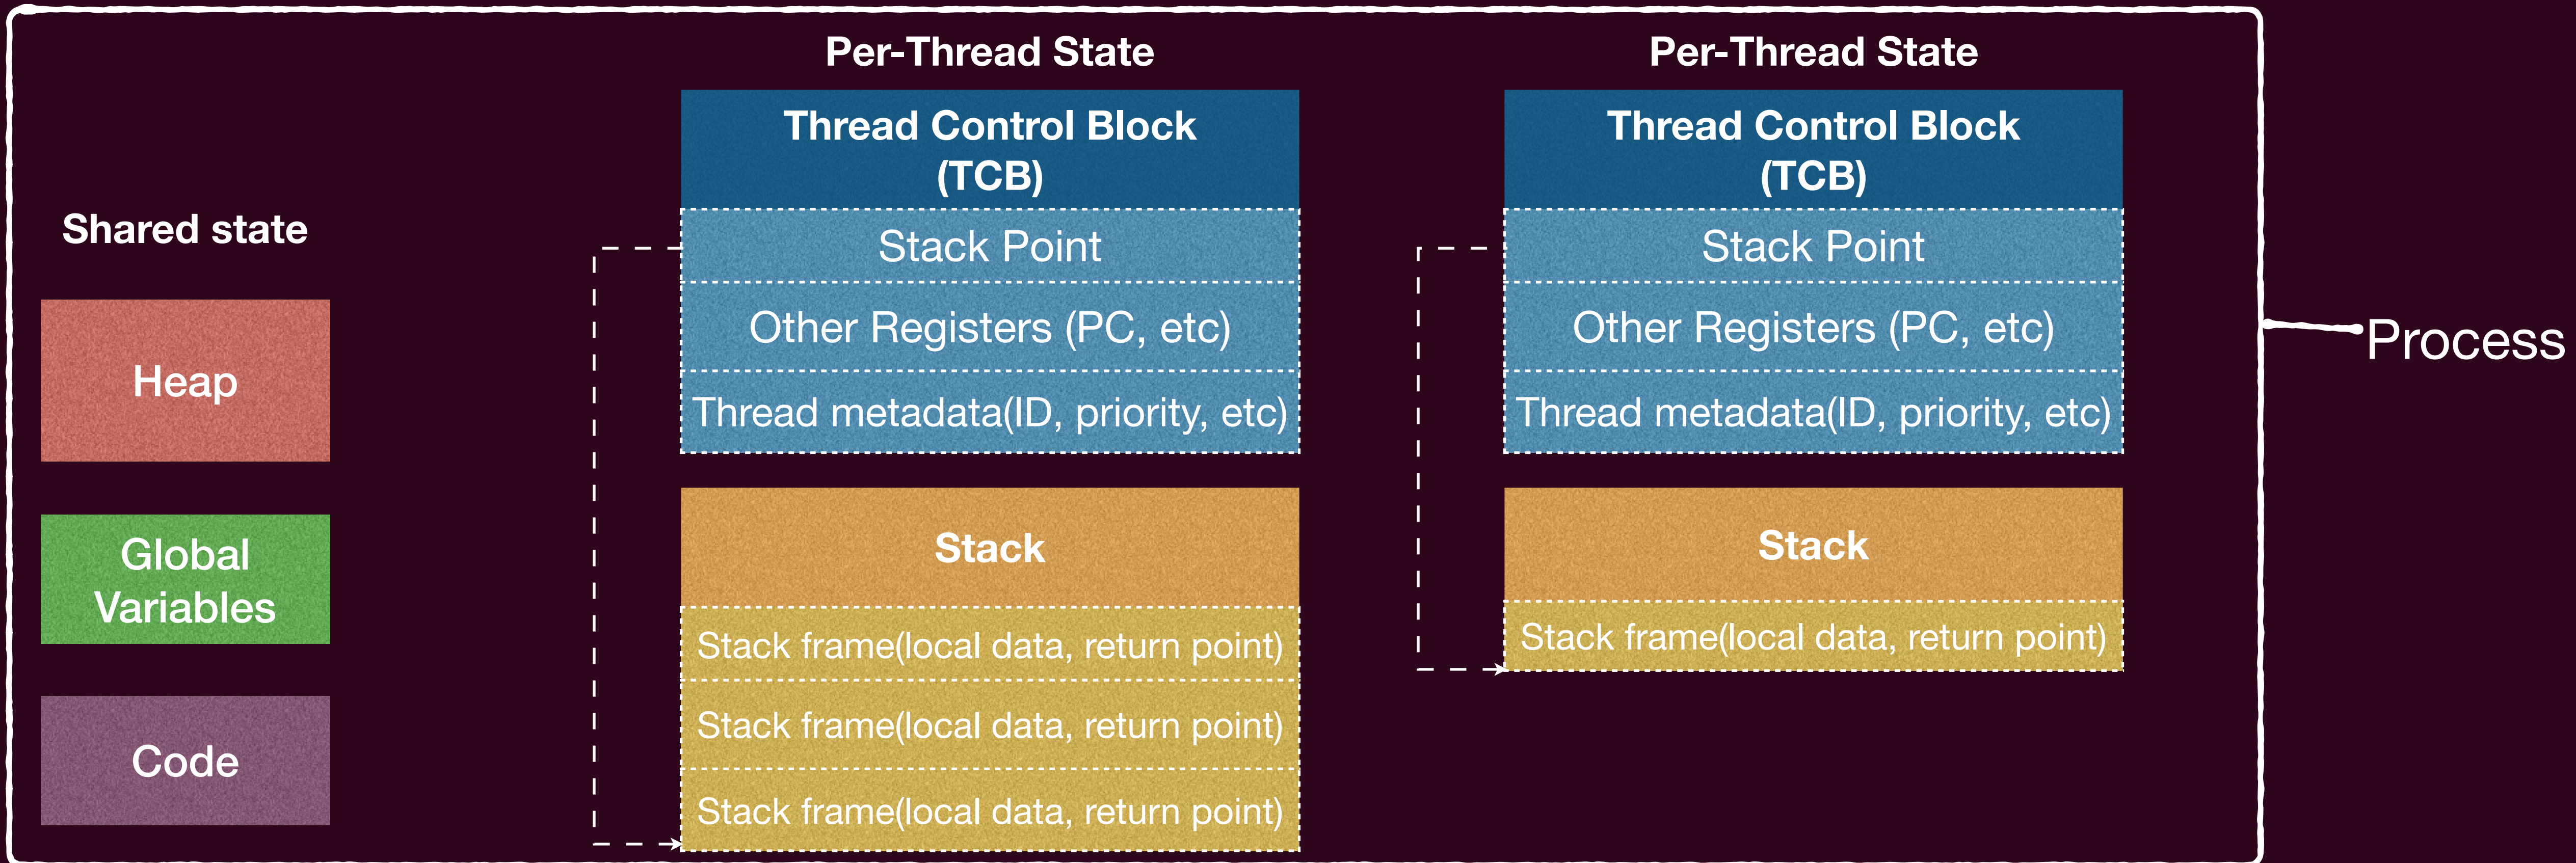 Shared state
Heap
Global
Variables
Code
Per-Thread State
Thread Control Block
(TCB)
Stack Point
Other Registers (PC, etc)
Thread metadata(ID, priority, etc)
Stack
Stack frame(local data, return point)
Stack frame(local data, return point)
Stack frame(local data, return point)
Per-Thread State
Thread Control Block
(TCB)
Stack Point
Other Registers (PC, etc)
Thread metadata(ID, priority, etc)
Stack
Stack frame(local data, return point)
Process